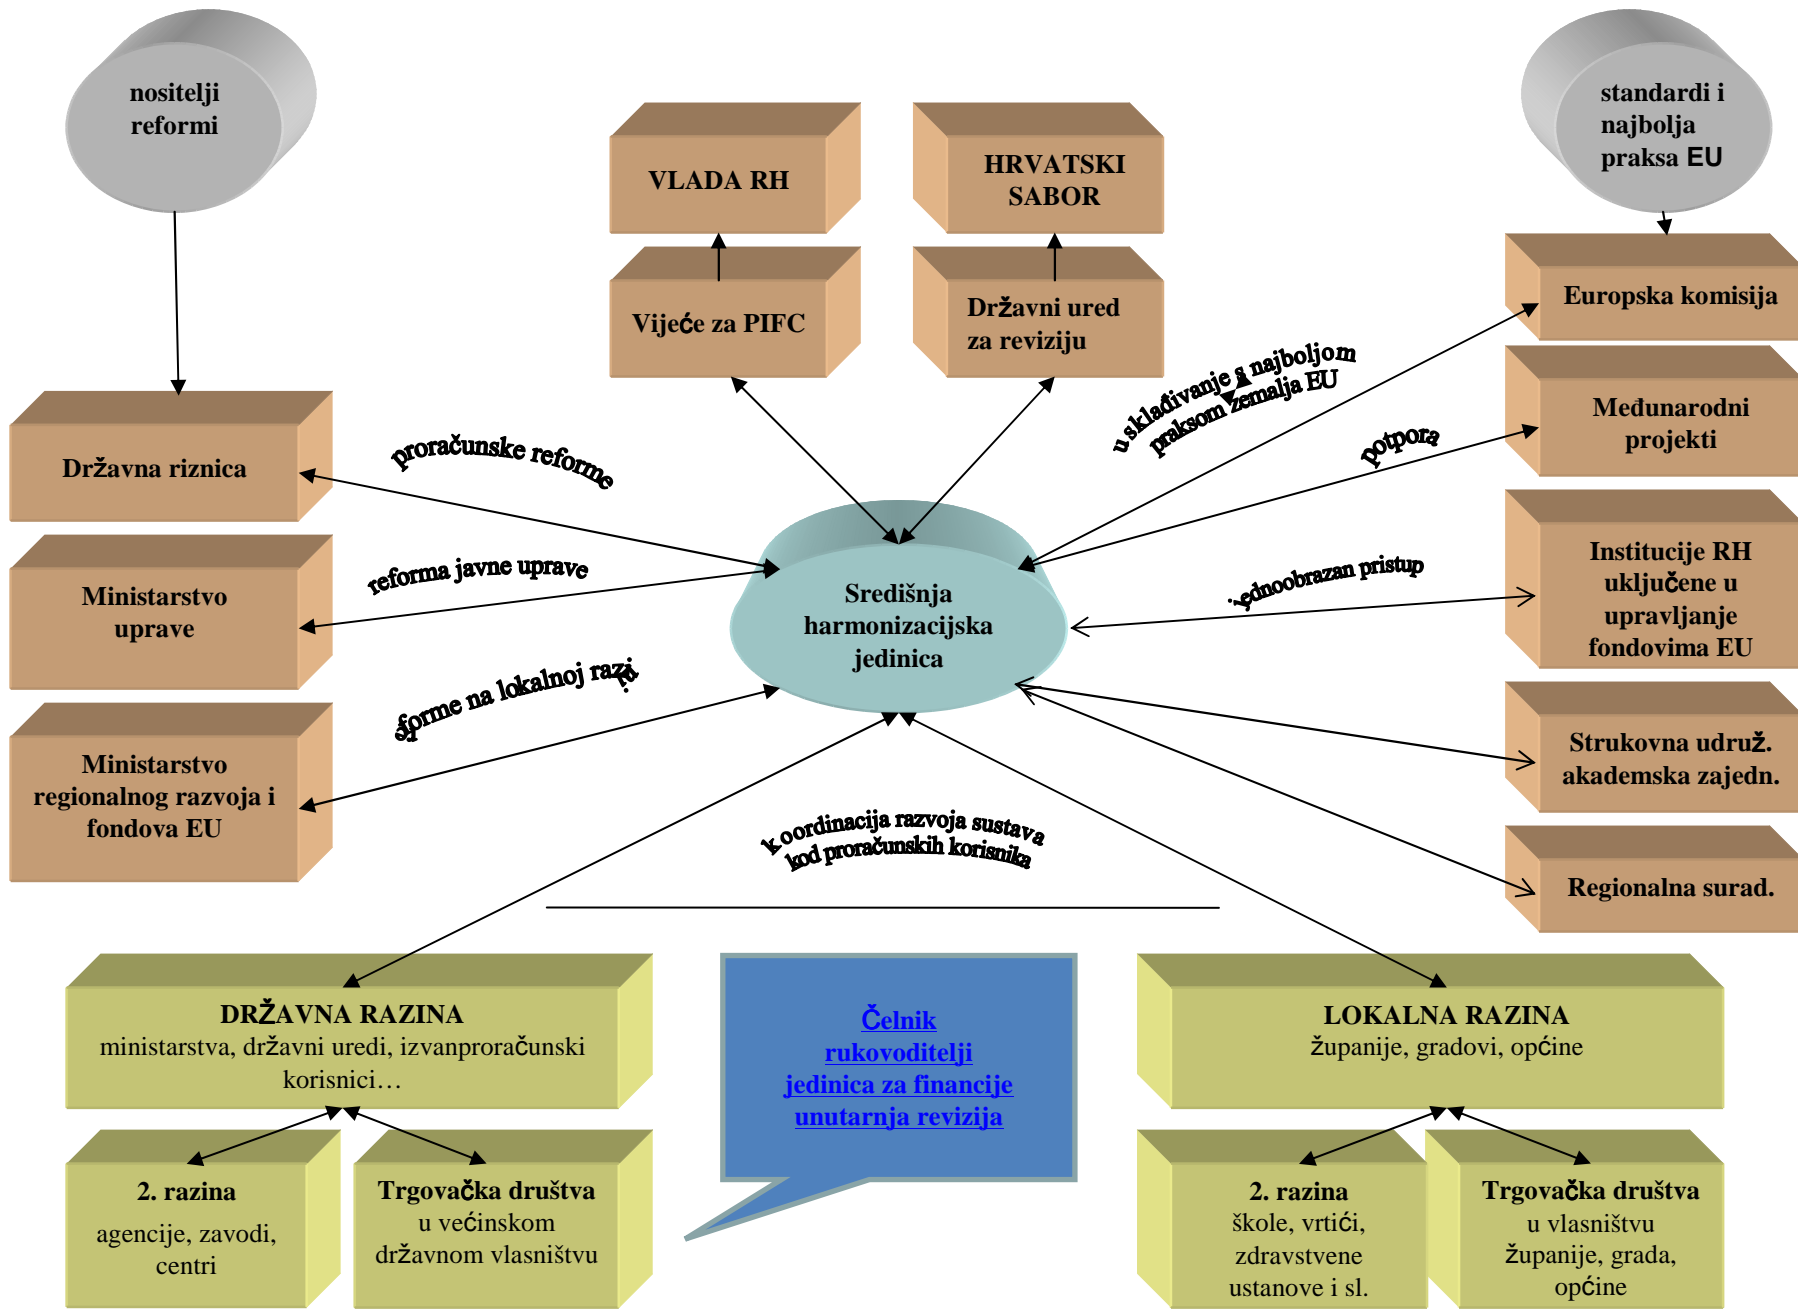 nositelji
reformi
standardi i
najbolja
praksa EU
VLADA RH
HRVATSKI
SABOR
Vijeće za PIFC
Državni ured
za reviziju
Europska komisija
Međunarodni
projekti
Institucije RH
uključene u
upravljanje
fondovima EU
Strukovna udruž.
akademska zajedn.
Regionalna surad.
Državna riznica
Ministarstvo
uprave
Ministarstvo
regionalnog razvoja i
fondova EU
proračunske reforme
reforma javne uprave
reforme na lokalnoj razini
usklađivanje s najboljom
praksom zemalja EU
potpora
jednoobrazan pristup
Središnja
harmonizacijska
jedinica
koordinacija razvoja sustava
kod proračunskih korisnika
DRŽAVNA RAZINA
ministarstva, državni uredi, izvanproračunski
korisnici…
2. razina
agencije, zavodi,
centri
Trgovačka društva
u većinskom
državnom vlasništvu
Čelnik
rukovoditelji
jedinica za financije
unutarnja revizija
LOKALNA RAZINA
županije, gradovi, općine
2. razina
škole, vrtići,
zdravstvene
ustanove i sl.
Trgovačka društva
u vlasništvu
županije, grada,
općine